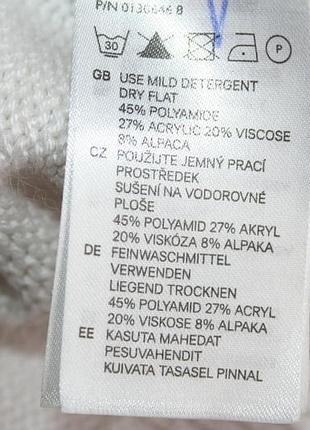 P/N 0130646 8
30 P
GB USE MILD DETERGENT
DRY FLAT
45% POLYAMIDE
27% ACRYLIC 20% VISCOSE
8% ALPACA
CZ POUŽIJTE JEMNÝ PRACÍ
PROSTŘEDEK
SUŠENÍ NA VODOROVNÉ
PLOŠE
45% POLYAMID 27% AKRYL
20% VISKÓZA 8% ALPAKA
DE FEINWASCHMITTEL
VERWENDEN
LIEGEND TROCKNEN
45% POLYAMID 27% ACRYL
20% VISKOSE 8% ALPAKA
EE KASUTA MAHEDAT
PESUVAHENDIT
KUIVATA TASASEL PINNAL